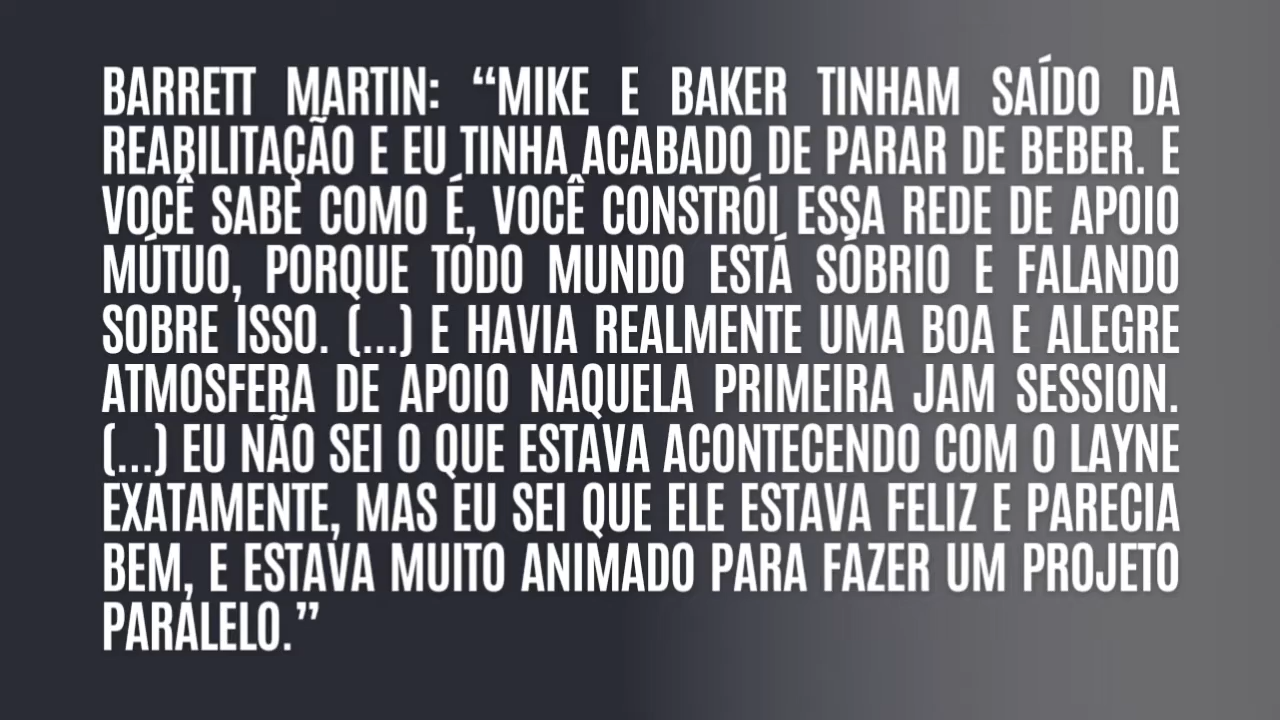 BARRETT MARTIN: “MIKE E BAKER TINHAM SAÍDO DA
REABILITAÇÃO E EU TINHA ACABADO DE PARAR DE BEBER. E
VOCÊ SABE COMO É, VOCÊ CONSTRÓI ESSA REDE DE APOIO
MÚTUO, PORQUE TODO MUNDO ESTÁ SÓBRIO E FALANDO
SOBRE ISSO. (...) E HAVIA REALMENTE UMA BOA E ALEGRE
ATMOSFERA DE APOIO NAQUELA PRIMEIRA JAM SESSION.
(...) EU NÃO SEI O QUE ESTAVA ACONTECENDO COM O LAYNE
EXATAMENTE, MAS EU SEI QUE ELE ESTAVA FELIZ E PARECIA
BEM, E ESTAVA MUITO ANIMADO PARA FAZER UM PROJETO
PARALELO.”